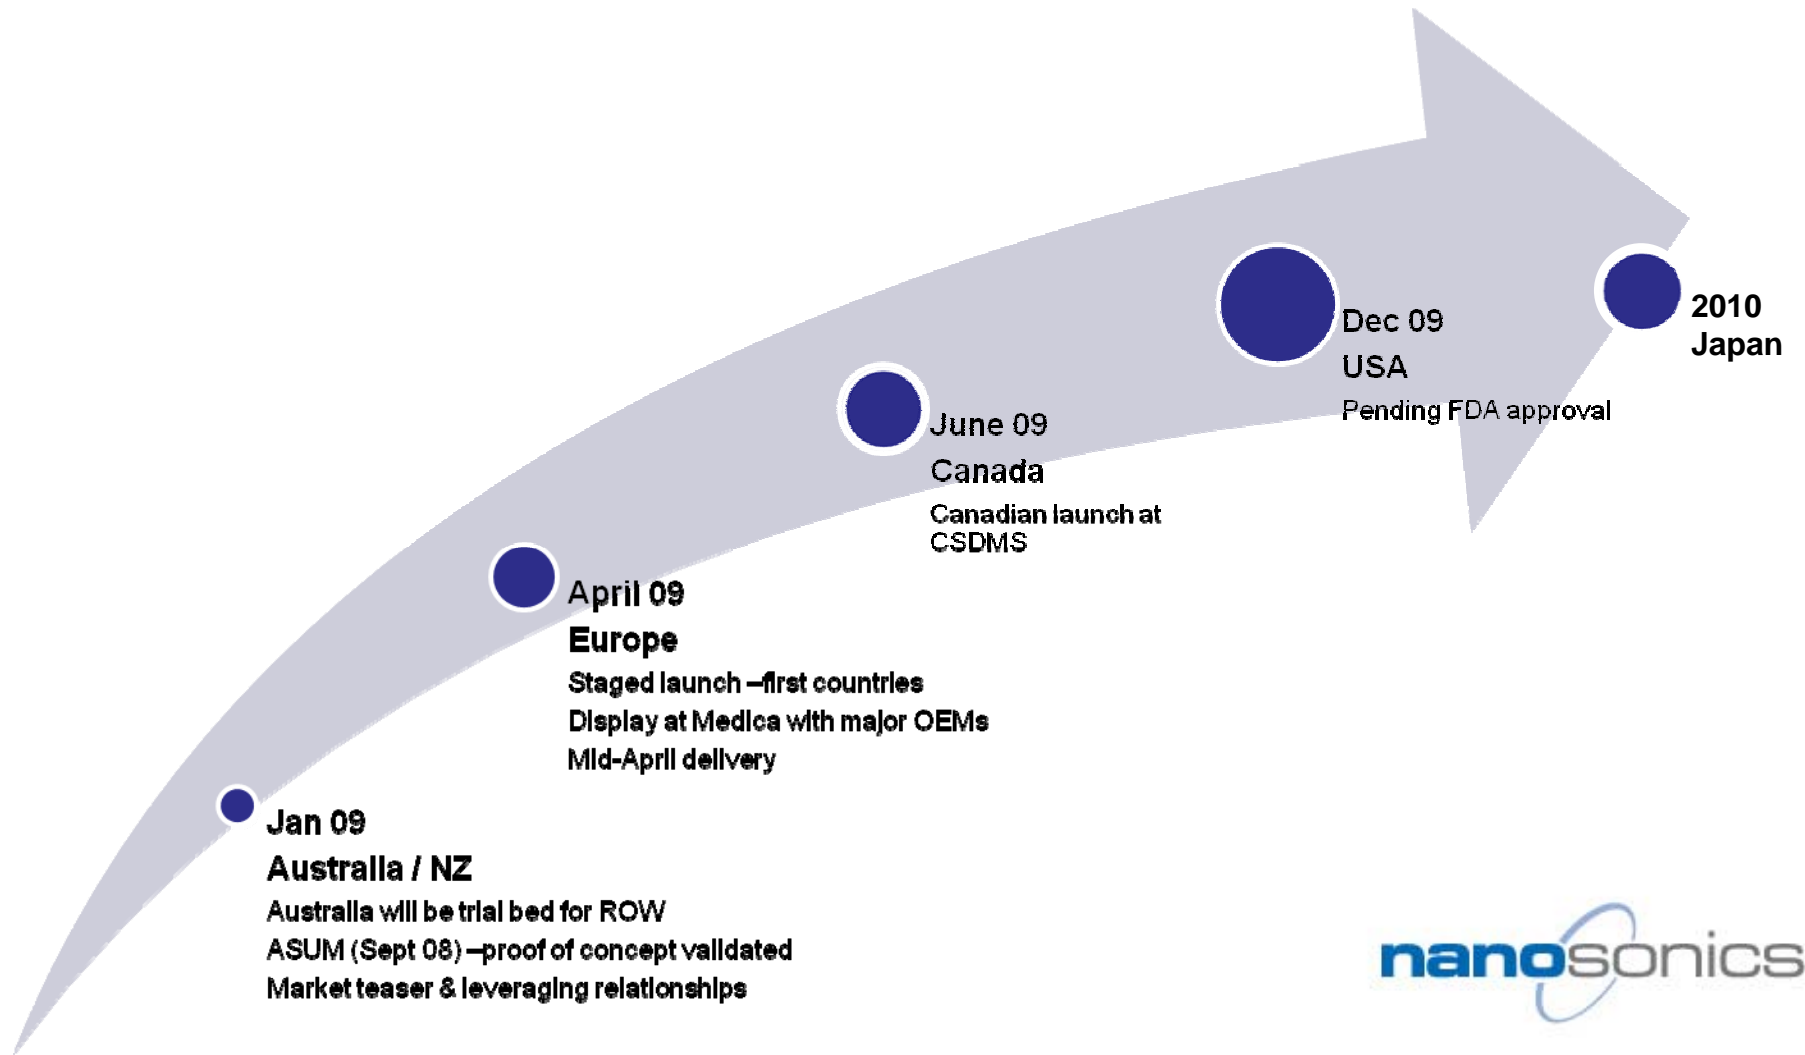 Jan 09
Australia / NZ
Australia will be trial bed for ROW
ASUM (Sept 08) –proof of concept validated
Market teaser & leveraging relationships
April 09
Europe
Staged launch –first countries
Display at Medica with major OEMs
Mid-April delivery
June 09
Canada
Canadian launch at
CSDMS
Dec 09
USA
Pending FDA approval
2010
Japan
nanosonics